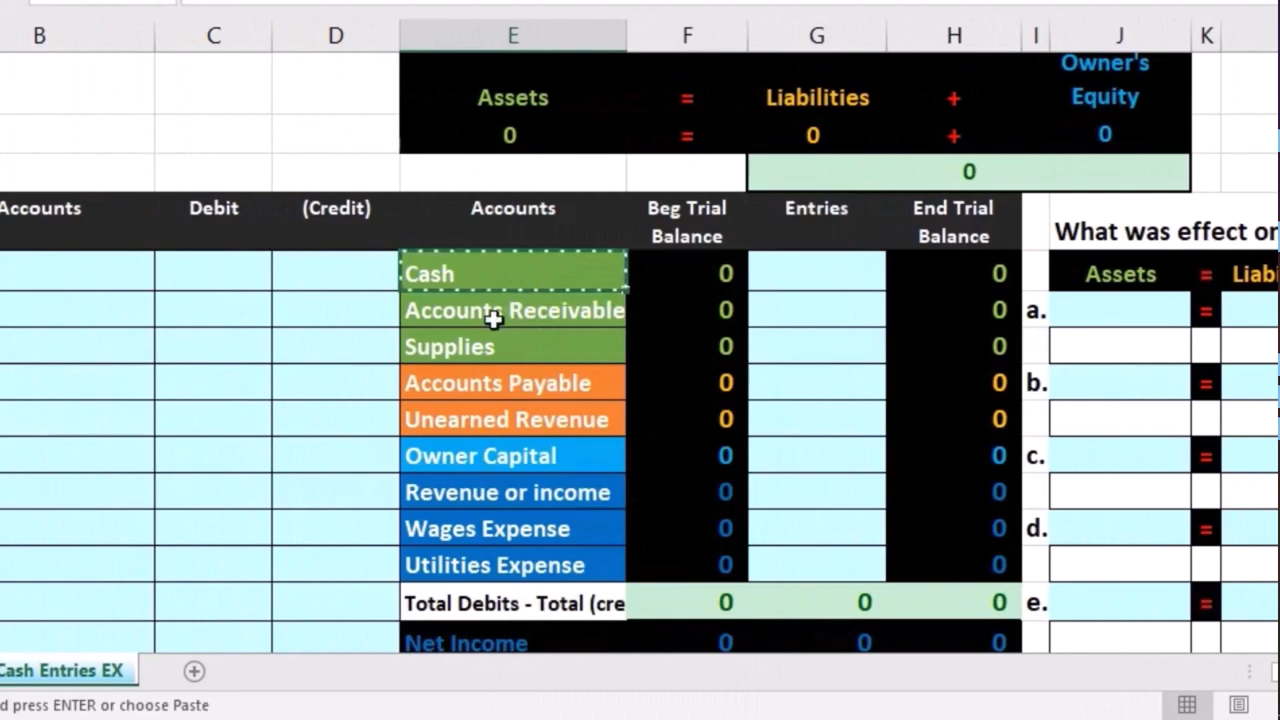 B C D E F G H I J K
Owner's
Assets = Liabilities + Equity
0 = 0 + 0
0
Accounts Debit (Credit) Accounts Beg Trial Entries End Trial
Balance Balance What was effect or
Cash 0 0 Assets = Liabi
Accounts Receivable 0 0 a. =
Supplies 0 0
Accounts Payable 0 0 b. =
Unearned Revenue 0 0
Owner Capital 0 0 c. =
Revenue or income 0 0
Wages Expense 0 0 d. =
Utilities Expense 0 0
Total Debits - Total (cre 0 0 0 e. =
Net Income 0 0 0
Cash Entries EX
d press ENTER or choose Paste